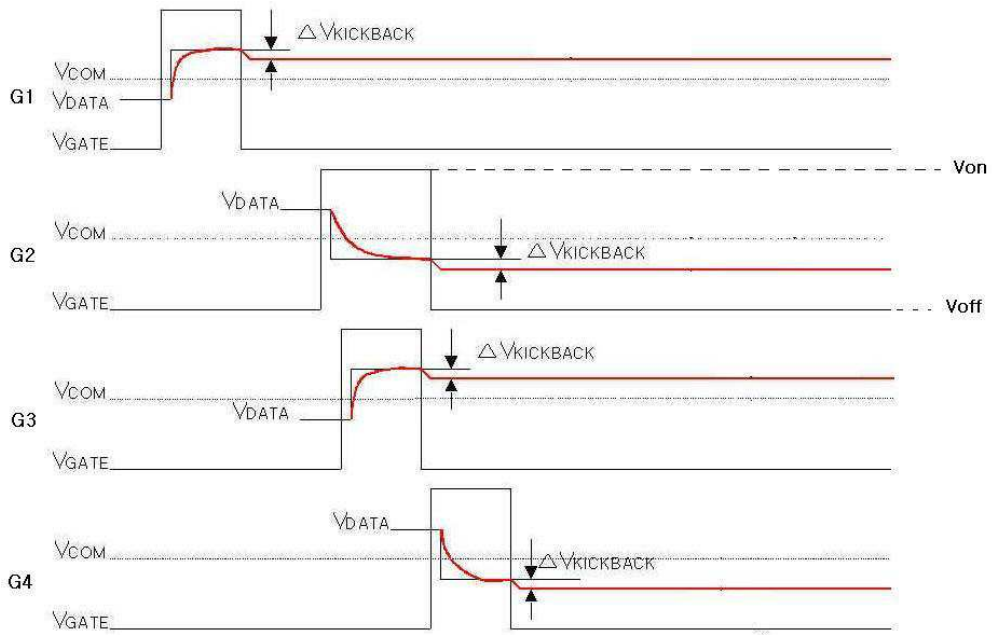 △ VKICKBACK
VCOM
G1
VDATA
VGATE
Von
VDATA
VCOM
G2
△ VKICKBACK
VGATE
Voff
△ VKICKBACK
VCOM
G3
VDATA
VGATE
VDATA
VCOM
△ VKICKBACK
G4
VGATE